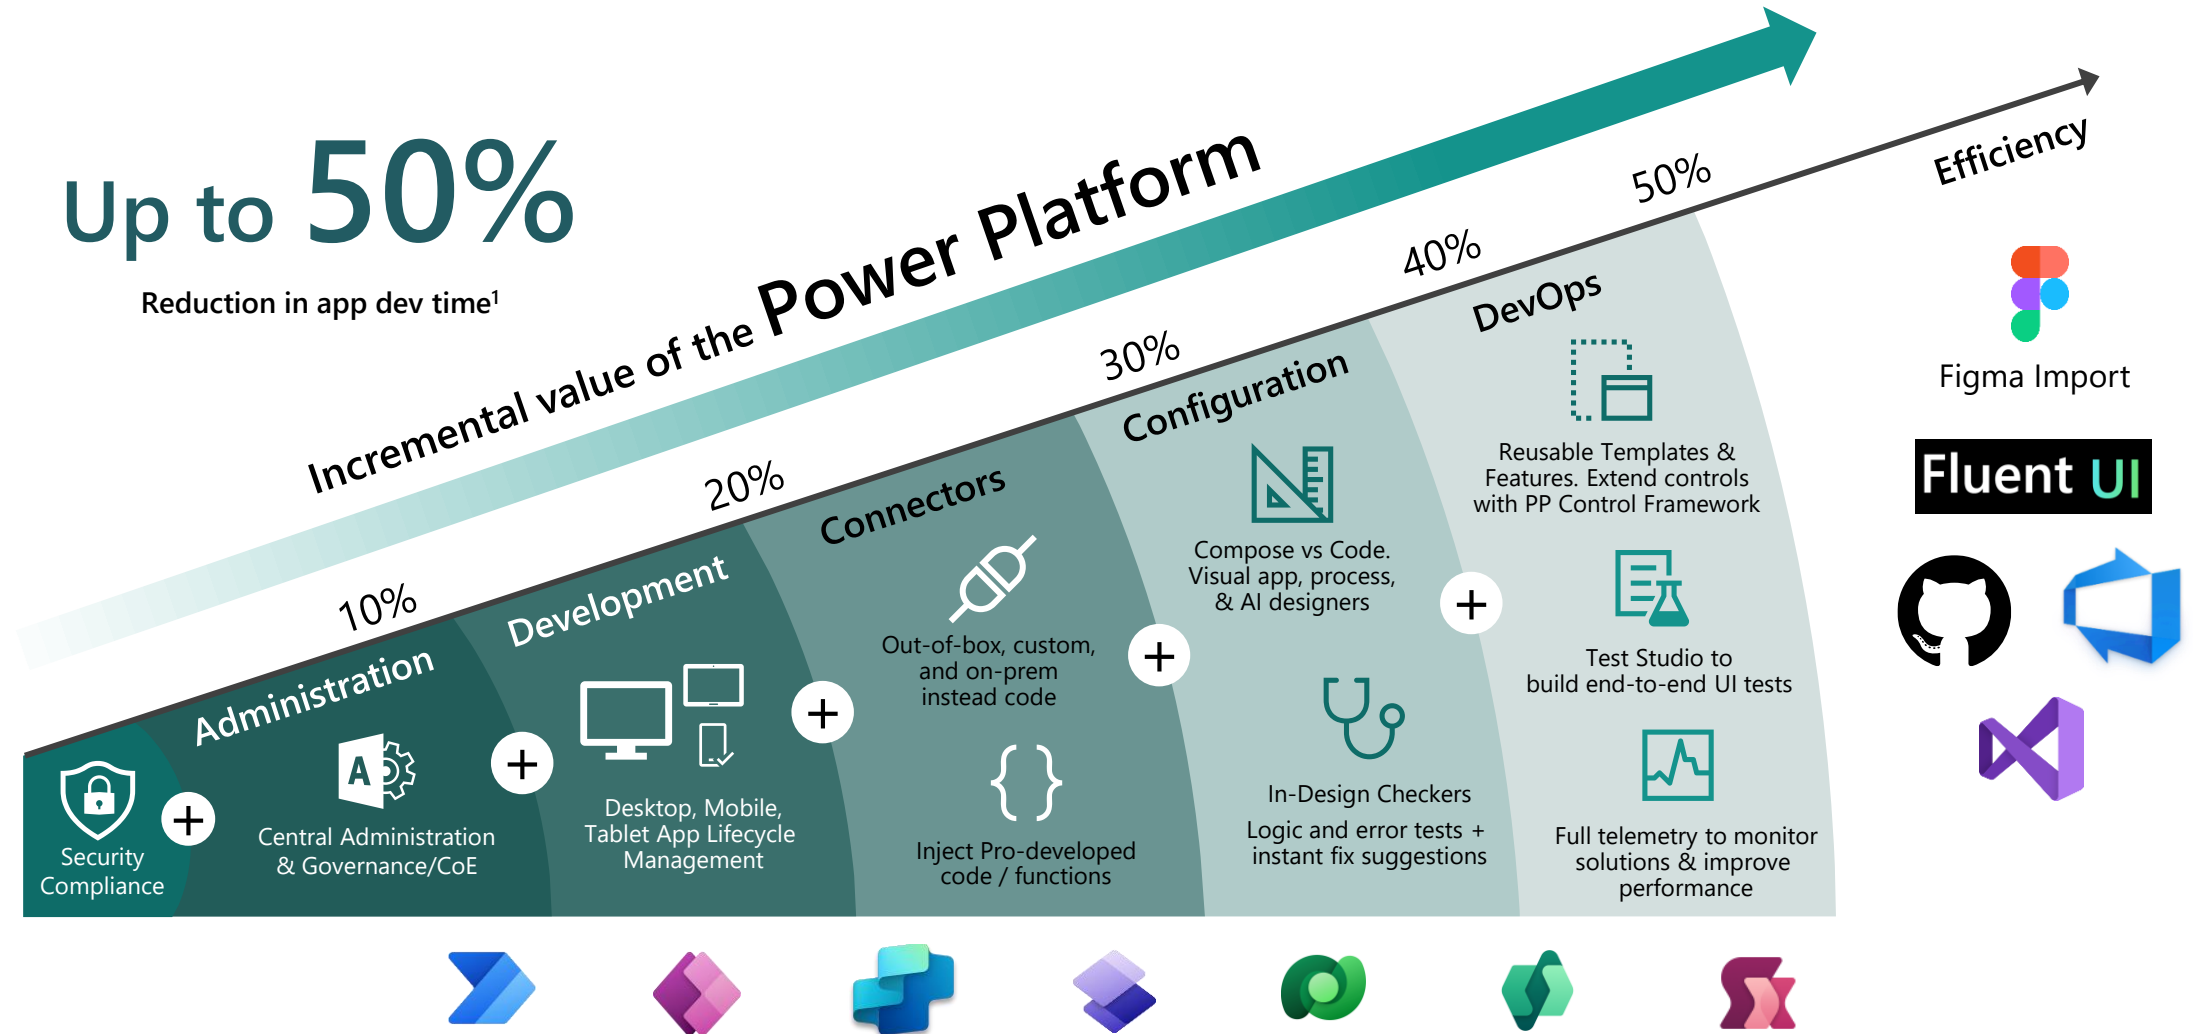 Up to 50%
Reduction in app dev time¹
Incremental value of the Power Platform
Efficiency
10%
20%
30%
40%
50%
Security
Compliance
+
Administration
A
Central Administration
& Governance/CoE
+
Development
Desktop, Mobile,
Tablet App Lifecycle
Management
+
Connectors
Out-of-box, custom,
and on-prem
instead code
{ }
Inject Pro-developed
code / functions
+
Configuration
Compose vs Code.
Visual app, process,
& AI designers
In-Design Checkers
Logic and error tests +
instant fix suggestions
+
DevOps
Reusable Templates &
Features. Extend controls
with PP Control Framework
Test Studio to
build end-to-end UI tests
Full telemetry to monitor
solutions & improve
performance
Figma Import
Fluent UI